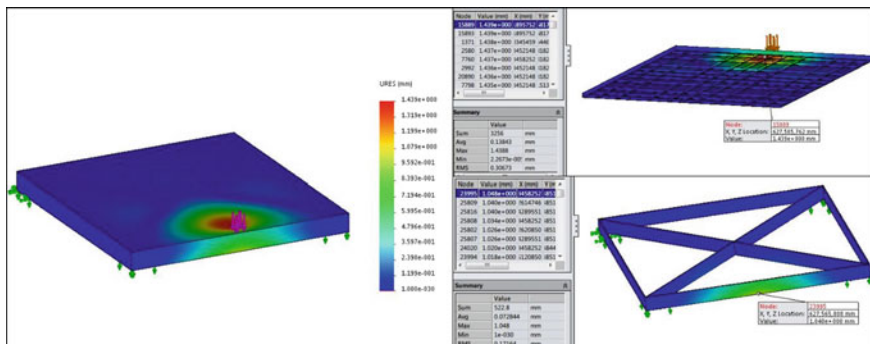 URES (mm)
1.439e+000
1.319e+000
1.199e+000
1.079e+000
9.592e-001
8.393e-001
7.194e-001
5.995e-001
4.796e-001
3.597e-001
2.398e-001
1.199e-001
1.000e-030
Node Value (mm) X (mm) Y (m
15889 1.439e+000
15893 1.439e+000
1371 1.438e+000
2580 1.437e+000
7760 1.437e+000
2992 1.436e+000
20890 1.436e+000
7798 1.435e+000
Summary
Value
Sum 3256 mm
Avg 0.13843 mm
Max 1.4388 mm
Min mm
RMS 0.30673 mm
Node:
X, Y, Z Location:
Value: 1.439e+000 mm
Node Value (mm) X (mm) Y (mm
23995 1.048e+000
25809 1.040e+000
25816 1.040e+000
25808 1.034e+000
25802 1.026e+000
25807 1.026e+000
24020 1.020e+000
23994 1.018e+000
Summary
Value
Sum 522.8 mm
Avg 0.072844 mm
Max 1.048 mm
Min 1e-030 mm
Node: 23995
X, Y, Z Location:
Value: 1.048e+000 mm